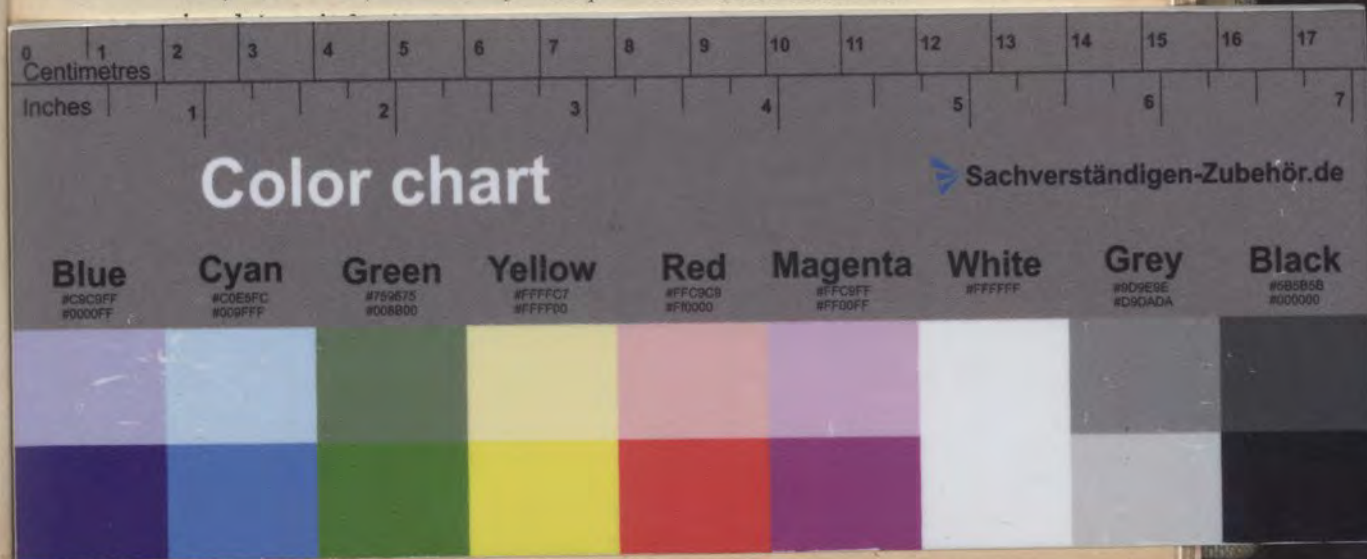 0 1 2 3 4 5 6 7 8 9 10 11 12 13 14 15 16 17
Centimetres
Inches 1 2 3 4 5 6 7
Color chart
Sachverständigen-Zubehör.de
Blue Cyan Green Yellow Red Magenta White Grey Black
#C9C9FF #C0E5FC #759675 #FFFFC7 #FFC9C9 #FFC9FF #FFFFFF #9D9E9E #5B5B5B
#0000FF #009FFF #008B00 #FFFF00 #FF0000 #FF00FF #D9DADA #000000